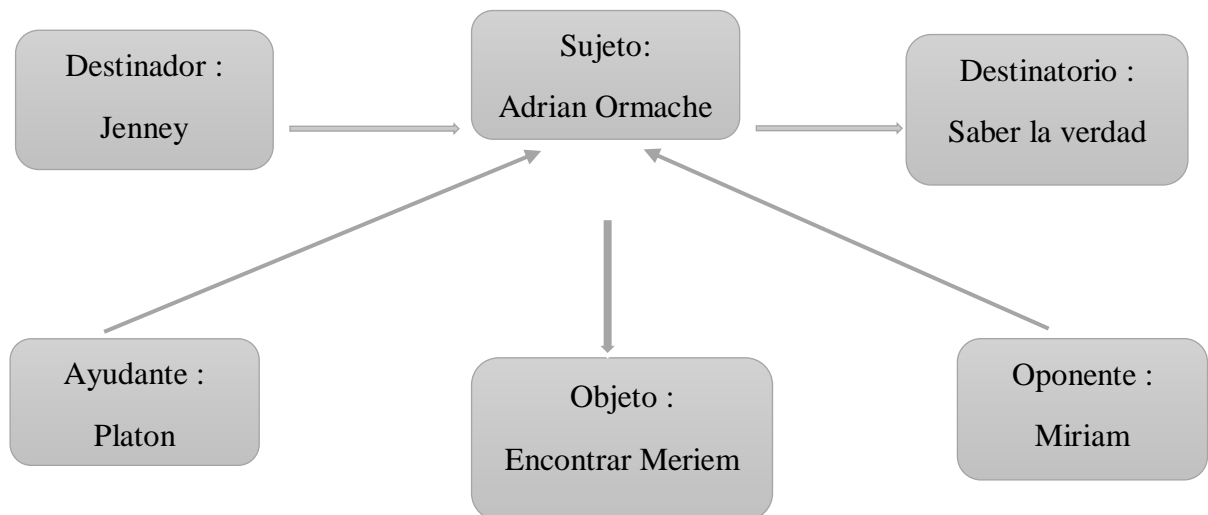 Destinador :
Jenney
Sujeto:
Adrian Ormache
Destinatorio :
Saber la verdad
Ayudante :
Platon
Objeto :
Encontrar Meriem
Oponente :
Miriam